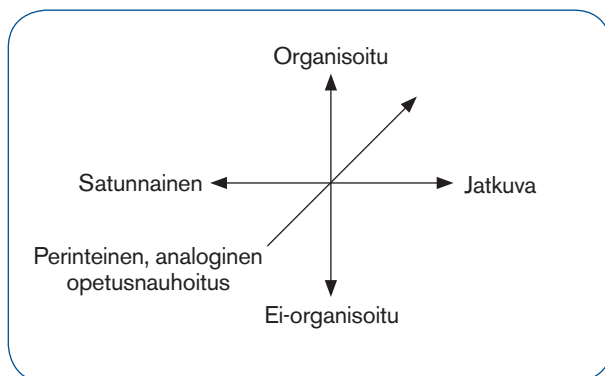 Organisoitu
Satunnainen
Jatkuva
Perinteinen, analoginen
opetusnauhoitus
Ei-organisoitu